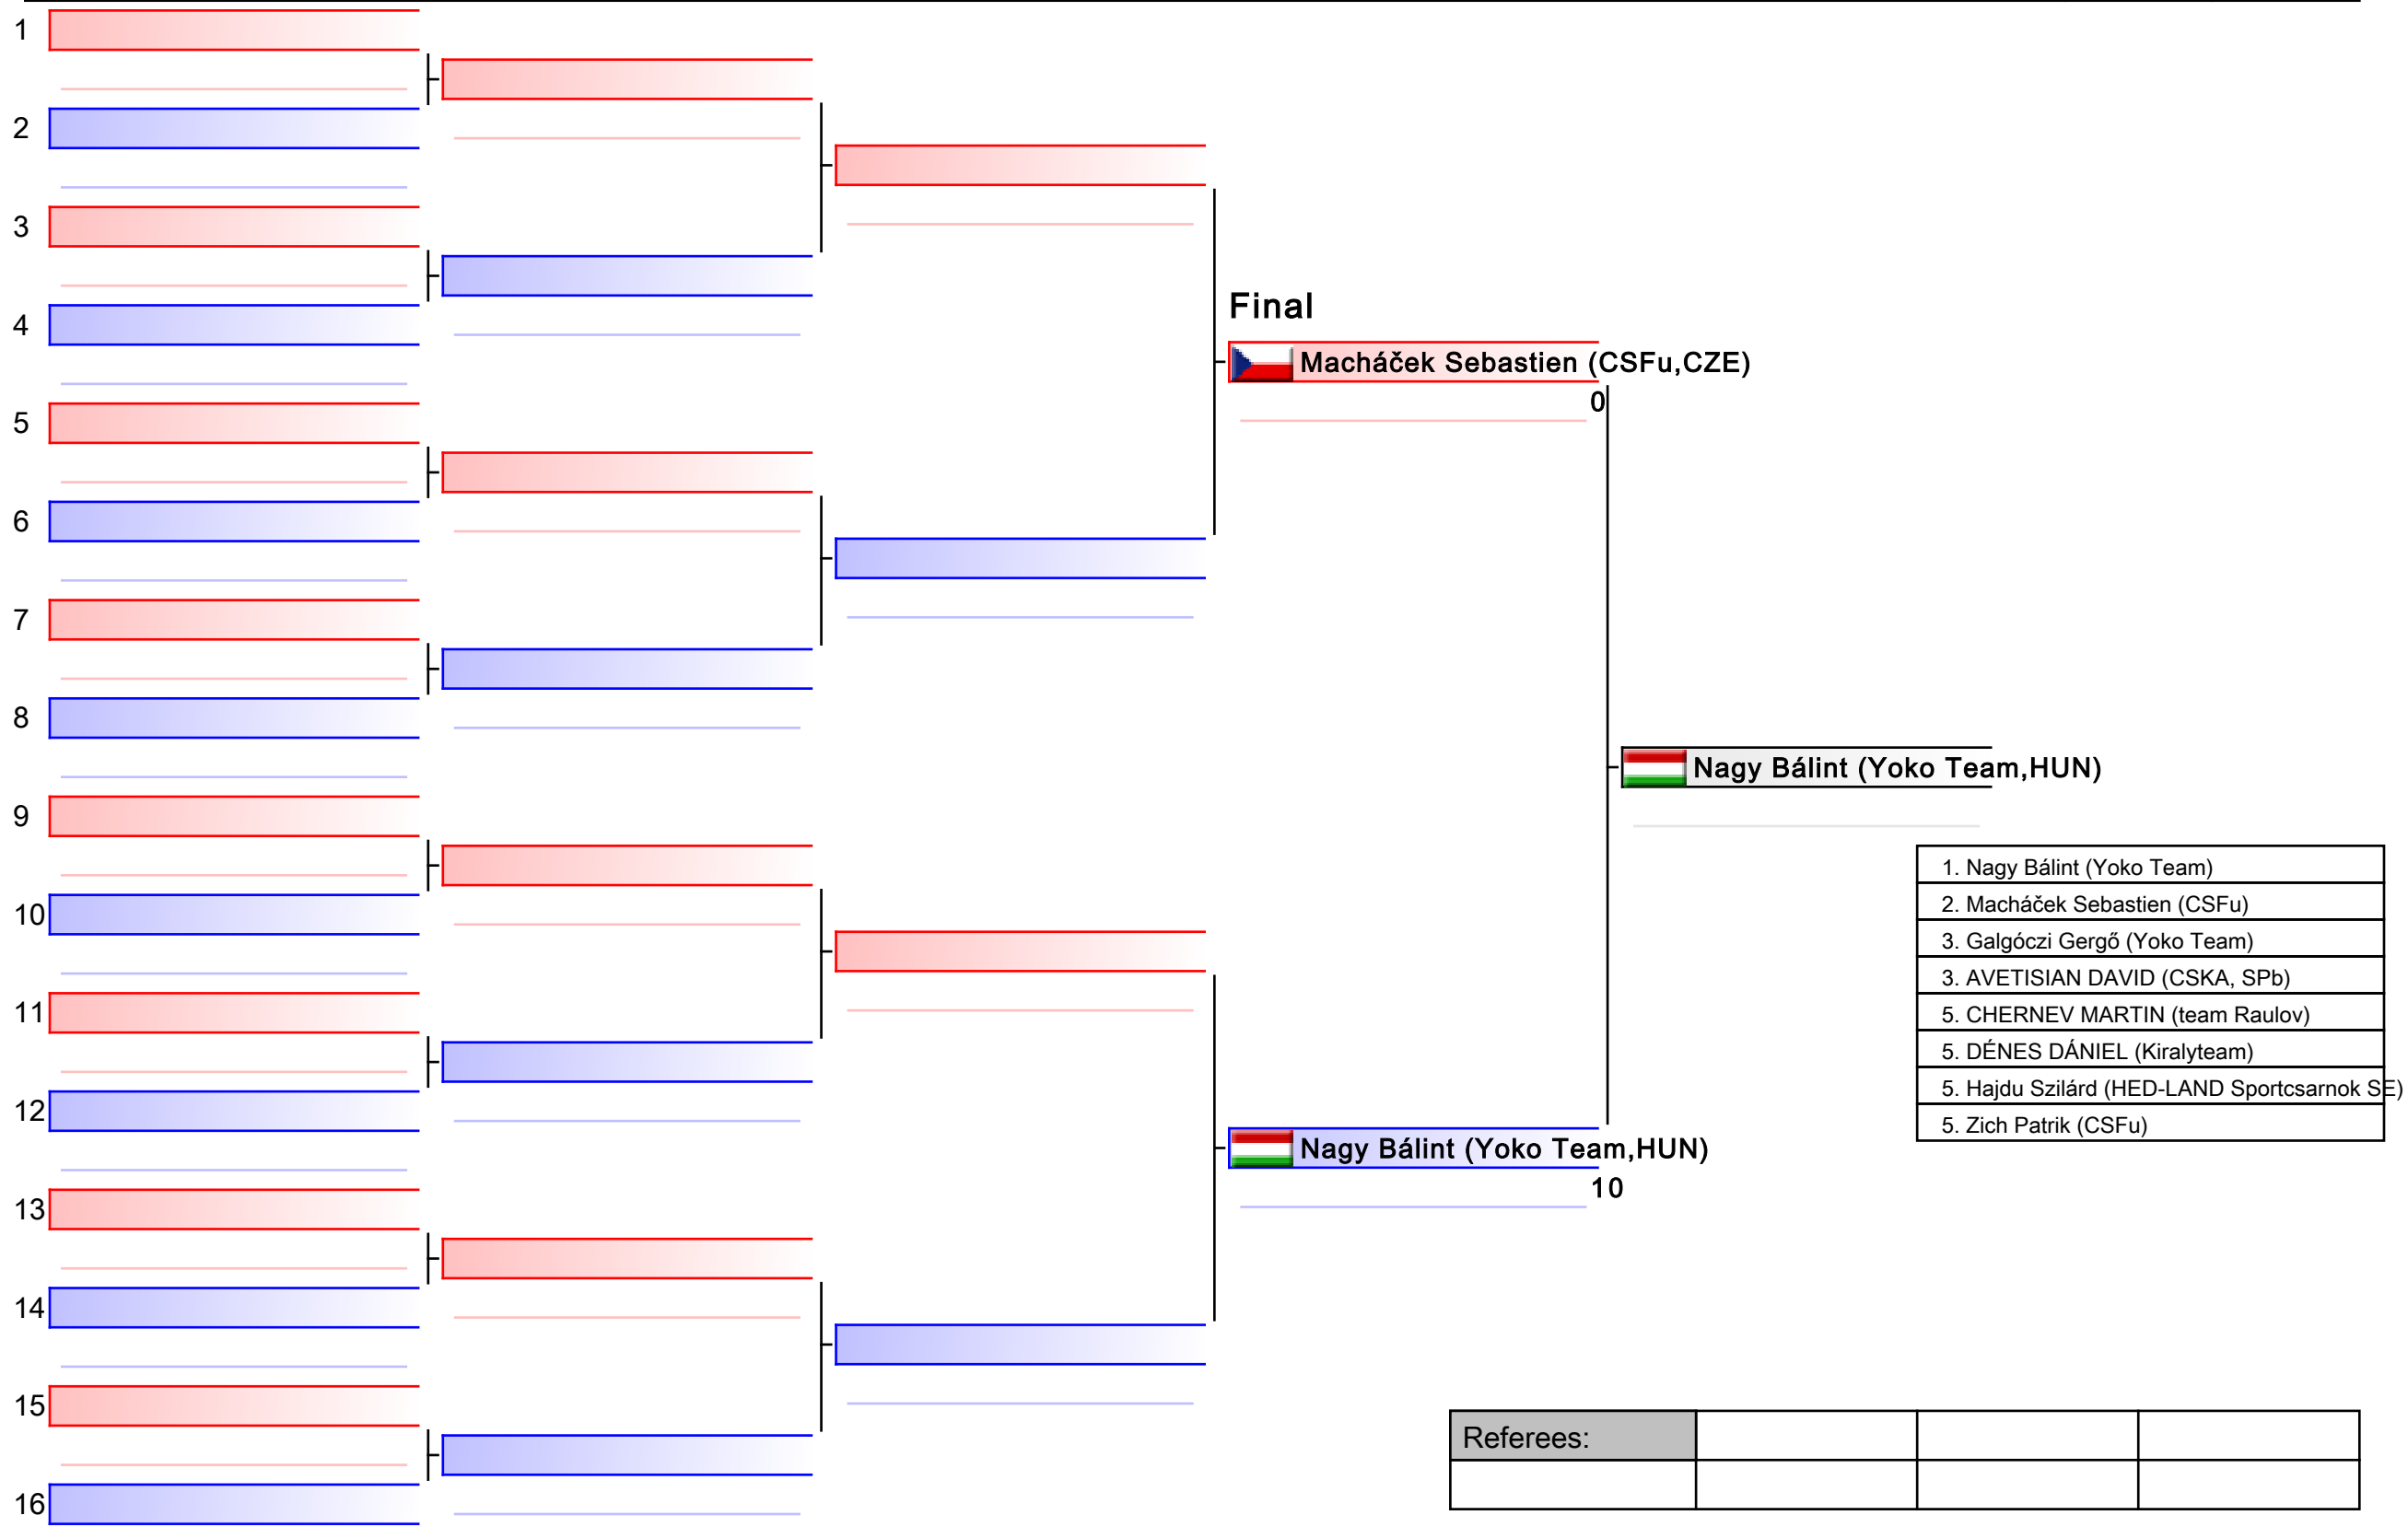 1
2
3
4
Final
Macháček Sebastien (CSFu,CZE)
0
5
6
7
8
Nagy Bálint (Yoko Team,HUN)
9
1. Nagy Bálint (Yoko Team)
2. Macháček Sebastien (CSFu)
3. Galgóczi Gergő (Yoko Team)
3. AVETISIAN DAVID (CSKA, SPb)
5. CHERNEV MARTIN (team Raulov)
5. DÉNES DÁNIEL (Kiralyteam)
5. Hajdu Szilárd (HED-LAND Sportcsarnok SE)
5. Zich Patrik (CSFu)
10
11
12
Nagy Bálint (Yoko Team,HUN)
10
13
14
15
Referees:
16